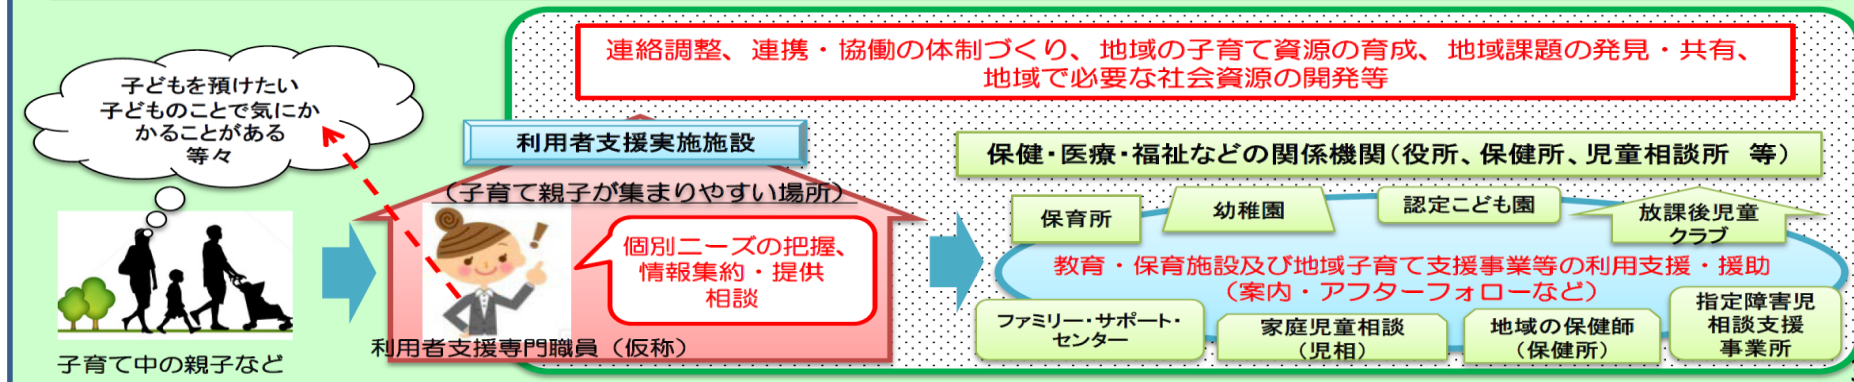 連絡調整、連携・協働の体制づくり、地域の子育て資源の育成、地域課題の発見・共有、
地域で必要な社会資源の開発等
子どもを預けたい
子どものことで気にか
かることがある
等々
子育て中の親子など
利用者支援実施施設
（子育て親子が集まりやすい場所）
個別ニーズの把握、
情報集約・提供
相談
利用者支援専門職員（仮称）
保健・医療・福祉などの関係機関（役所、保健所、児童相談所　等）
保育所
幼稚園
認定こども園
放課後児童
クラブ
教育・保育施設及び地域子育て支援事業等の利用支援・援助
（案内・アフターフォローなど）
ファミリー・サポート・
センター
家庭児童相談
（児相）
地域の保健師
（保健所）
指定障害児
相談支援
事業所